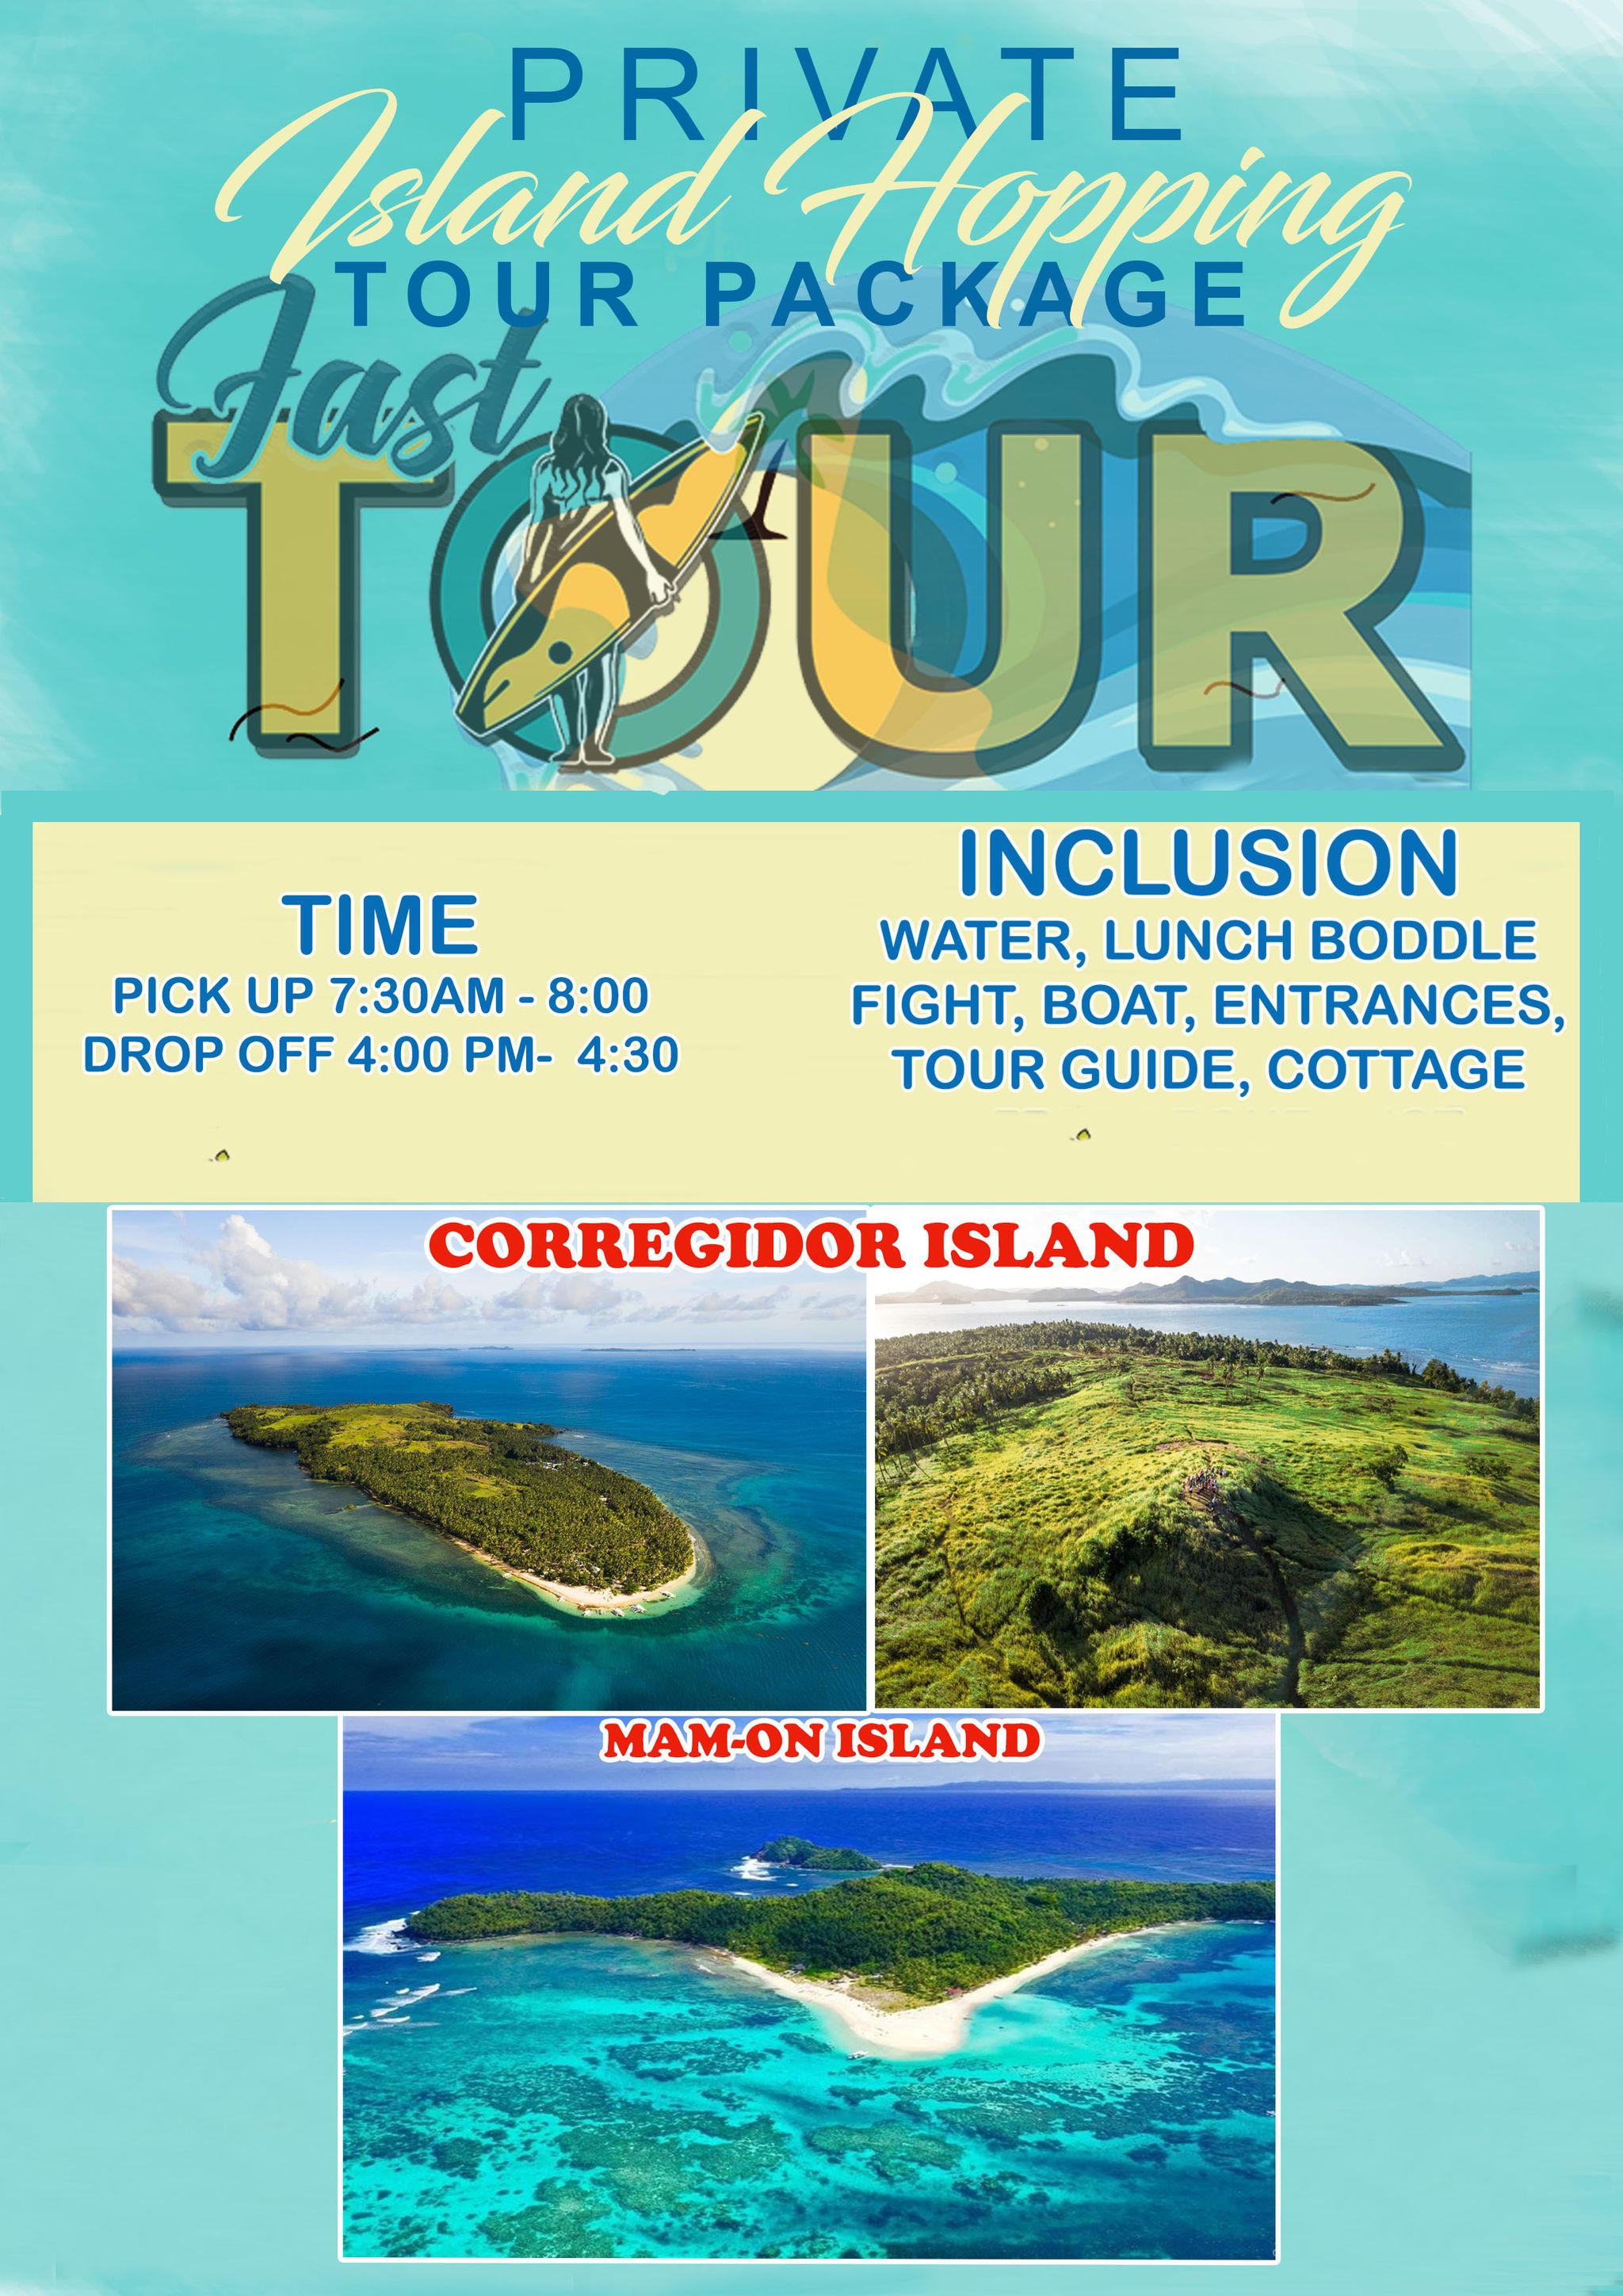 PRIVATE
Island Hopping
TOUR PACKAGE
Fast
TOUR
TIME
PICK UP 7:30AM - 8:00
DROP OFF 4:00 PM- 4:30
INCLUSION
WATER, LUNCH BODDLE
FIGHT, BOAT, ENTRANCES,
TOUR GUIDE, COTTAGE
CORREGIDOR ISLAND
MAM-ON ISLAND